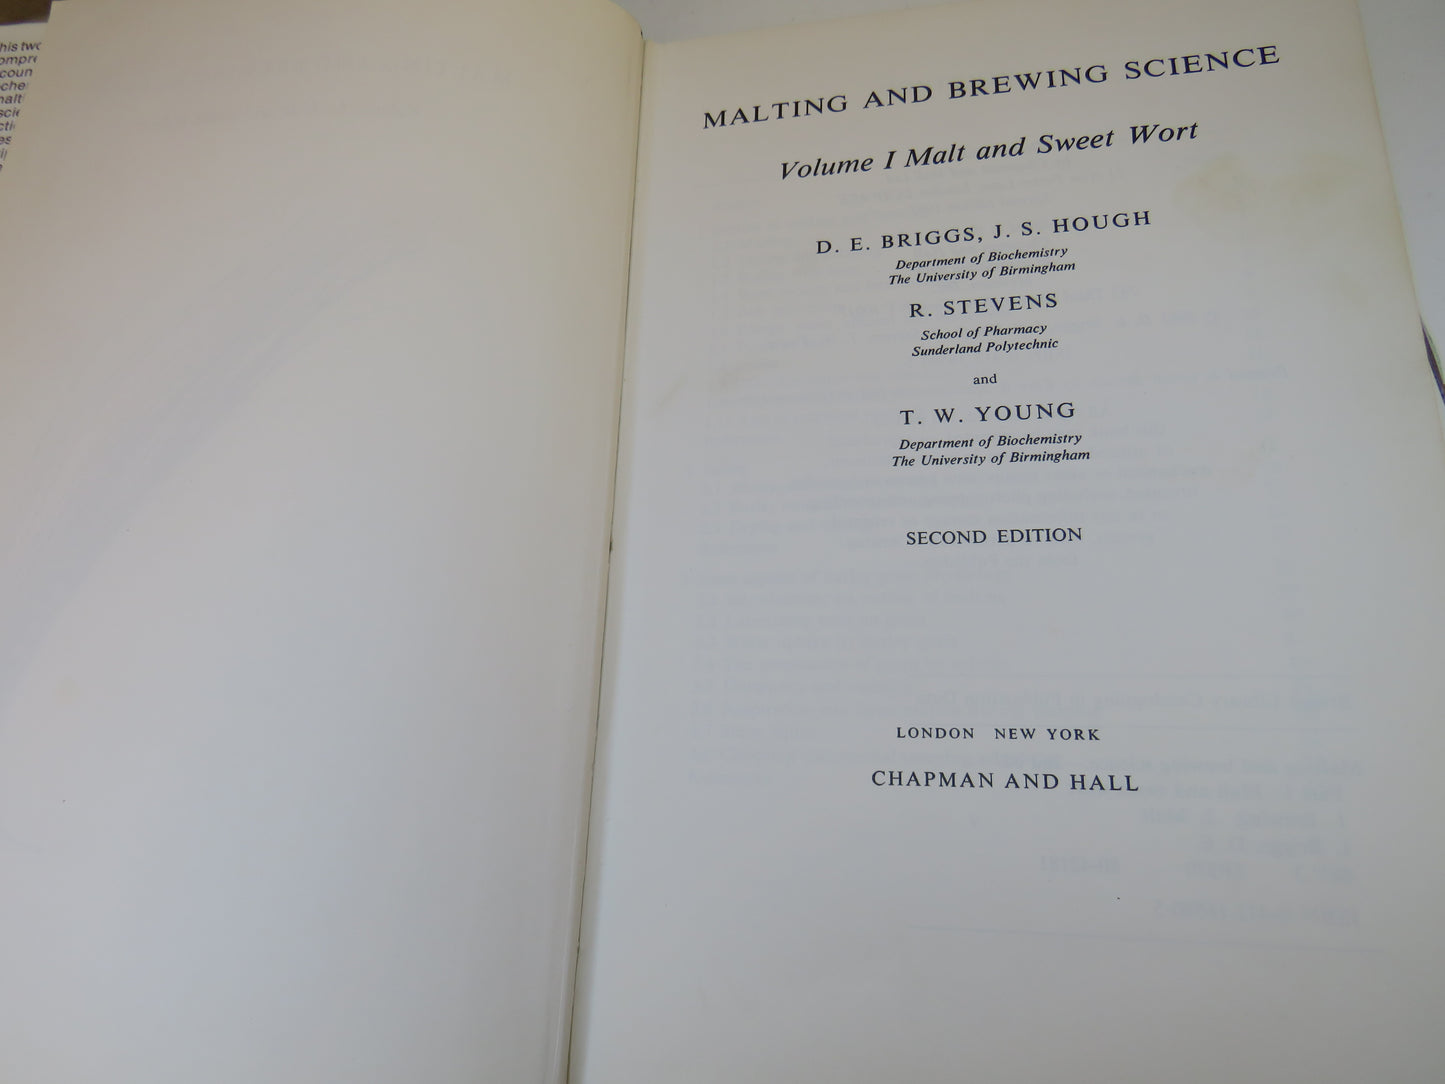 MALTING AND BREWING SCIENCE
Volume I Malt and Sweet Wort
D. E. BRIGGS, J. S. HOUGH
Department of Biochemistry
The University of Birmingham
R. STEVENS
School of Pharmacy
Sunderland Polytechnic
and
T. W. YOUNG
Department of Biochemistry
The University of Birmingham
SECOND EDITION
LONDON NEW YORK
CHAPMAN AND HALL